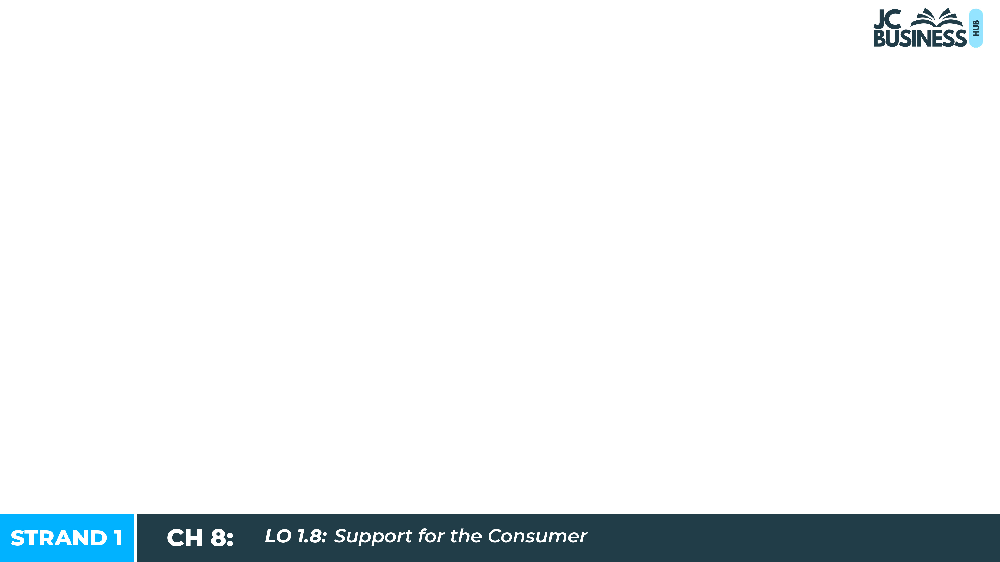 JC
BUSINESS
HUB
STRAND 1
CH 8:
LO 1.8: Support for the Consumer